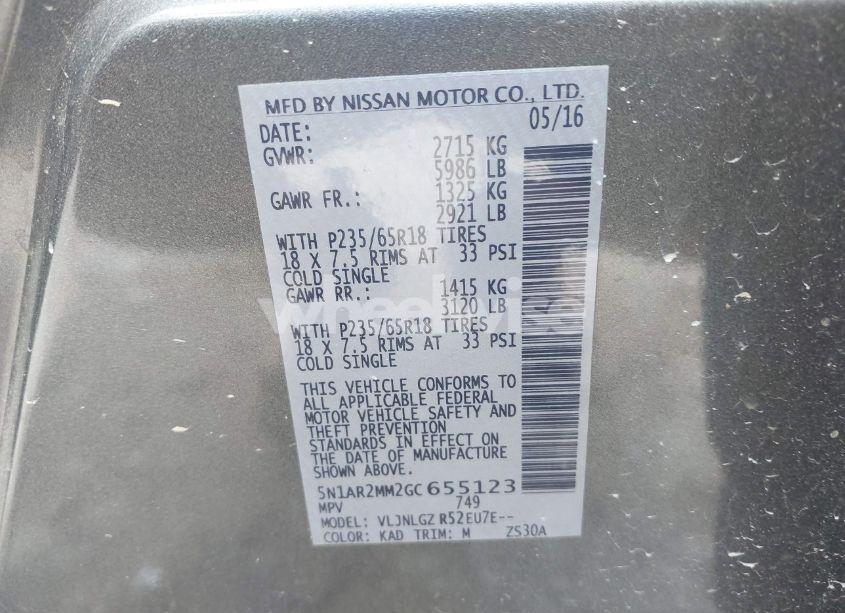 MFD BY NISSAN MOTOR CO., LTD.
DATE: 05/16
GVWR: 2715 KG
5986 LB
GAWR FR.: 1325 KG
2921 LB
WITH P235/65R18 TIRES
18 X 7.5 RIMS AT 33 PSI
COLD SINGLE
GAWR RR.: 1415 KG
3120 LB
WITH P235/65R18 TIRES
18 X 7.5 RIMS AT 33 PSI
COLD SINGLE
THIS VEHICLE CONFORMS TO
ALL APPLICABLE FEDERAL
MOTOR VEHICLE SAFETY AND
THEFT PREVENTION
STANDARDS IN EFFECT ON
THE DATE OF MANUFACTURE
SHOWN ABOVE.
5N1AR2MM2GC655123
MPV 749
MODEL: VLJNLGZ R52EU7E--
COLOR: KAD TRIM: M ZS30A
wheelwise